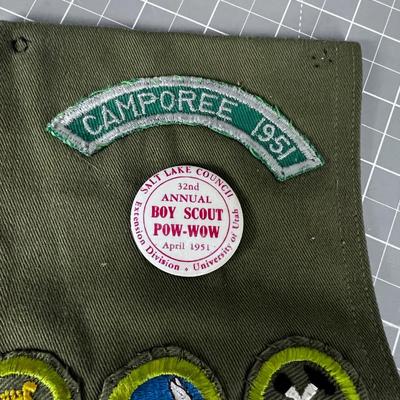 CAMPOREE 1951
SALT LAKE COUNCIL
32nd
ANNUAL
BOY SCOUT
POW-WOW
April 1951
Extension Division • University of Utah